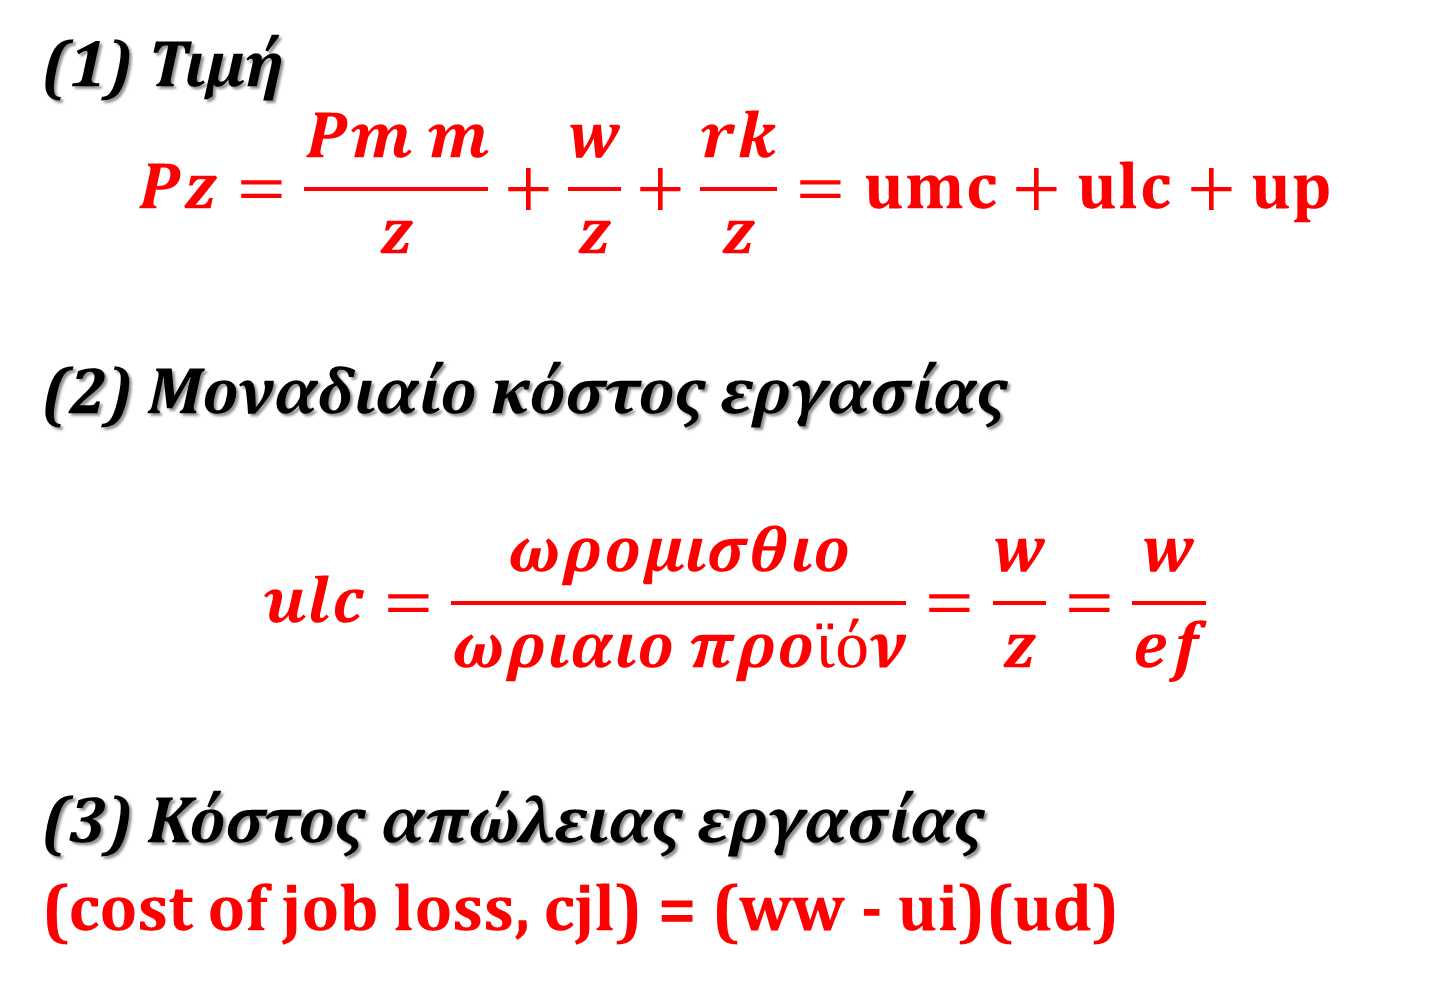 (1) Τιμή
Pz = Pm m / z + w / z + rk / z = umc + ulc + up
(2) Μοναδιαίο κόστος εργασίας
ulc = ωρομισθιο / ωριαιο προϊόν = w / z = w / ef
(3) Κόστος απώλειας εργασίας
(cost of job loss, cjl) = (ww - ui)(ud)